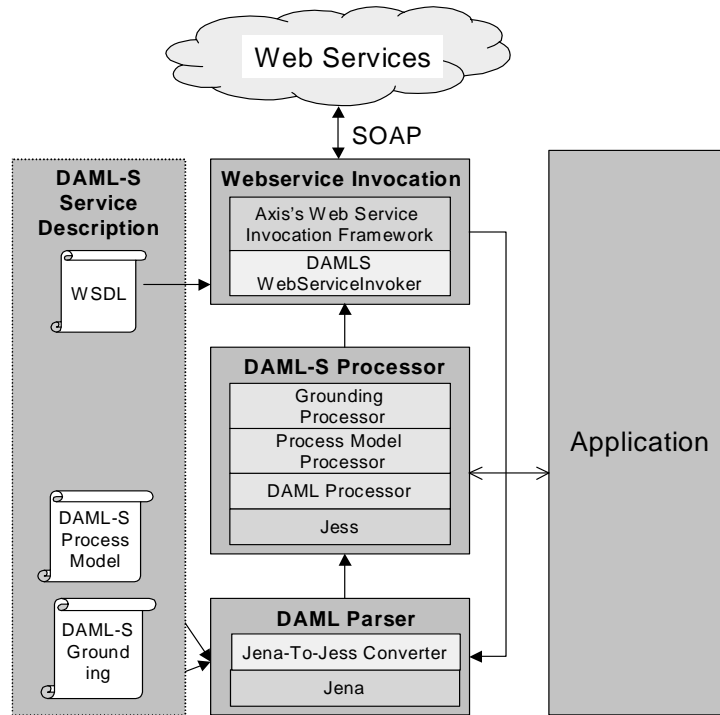 Web Services
SOAP
DAML-S
Service
Description
WSDL
DAML-S
Process
Model
DAML-S
Ground
ing
Webservice Invocation
Axis's Web Service
Invocation Framework
DAMLS
WebServiceInvoker
DAML-S Processor
Grounding
Processor
Process Model
Processor
DAML Processor
Jess
DAML Parser
Jena-To-Jess Converter
Jena
Application